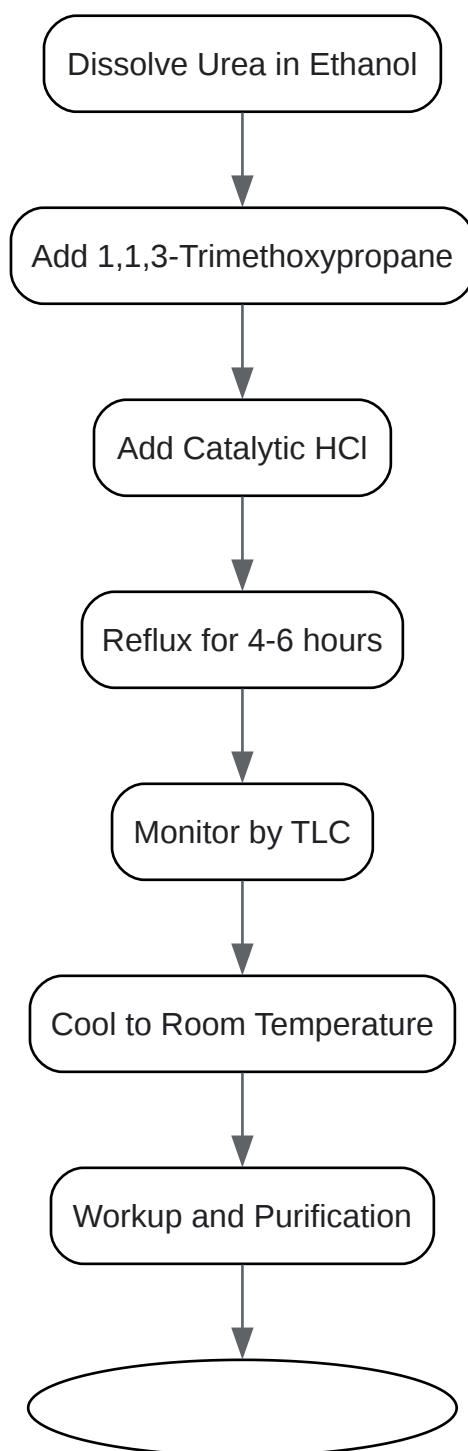 Dissolve Urea in Ethanol
Add 1,1,3-Trimethoxypropane
Add Catalytic HCl
Reflux for 4-6 hours
Monitor by TLC
Cool to Room Temperature
Workup and Purification